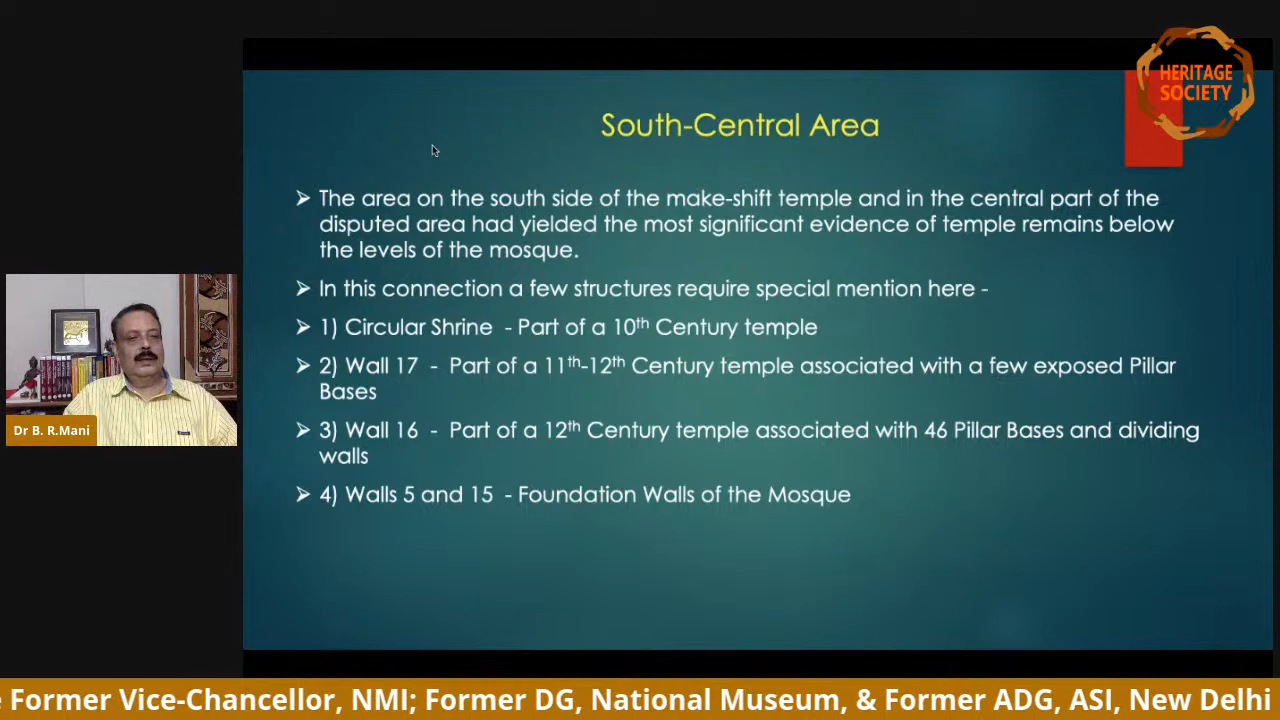 HERITAGE
SOCIETY
South-Central Area
➢ The area on the south side of the make-shift temple and in the central part of the
disputed area had yielded the most significant evidence of temple remains below
the levels of the mosque.
➢ In this connection a few structures require special mention here -
➢ 1) Circular Shrine - Part of a 10th Century temple
➢ 2) Wall 17 - Part of a 11th-12th Century temple associated with a few exposed Pillar
Bases
➢ 3) Wall 16 - Part of a 12th Century temple associated with 46 Pillar Bases and dividing
walls
➢ 4) Walls 5 and 15 - Foundation Walls of the Mosque
Dr B. R.Mani
e Former Vice-Chancellor, NMI; Former DG, National Museum, & Former ADG, ASI, New Delhi